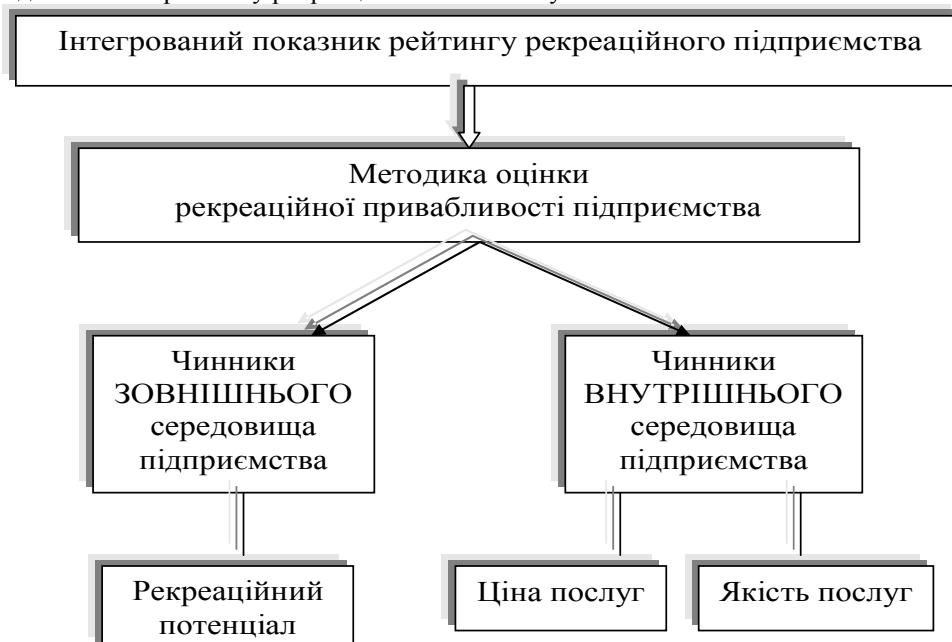 Інтегрований показник рейтингу рекреаційного підприємства
Методика оцінки
рекреаційної привабливості підприємства
Чинники
ЗОВНІШНЬОГО
середовища
підприємства
Чинники
ВНУТРІШНЬОГО
середовища
підприємства
Рекреаційний
потенціал
Ціна послуг
Якість послуг